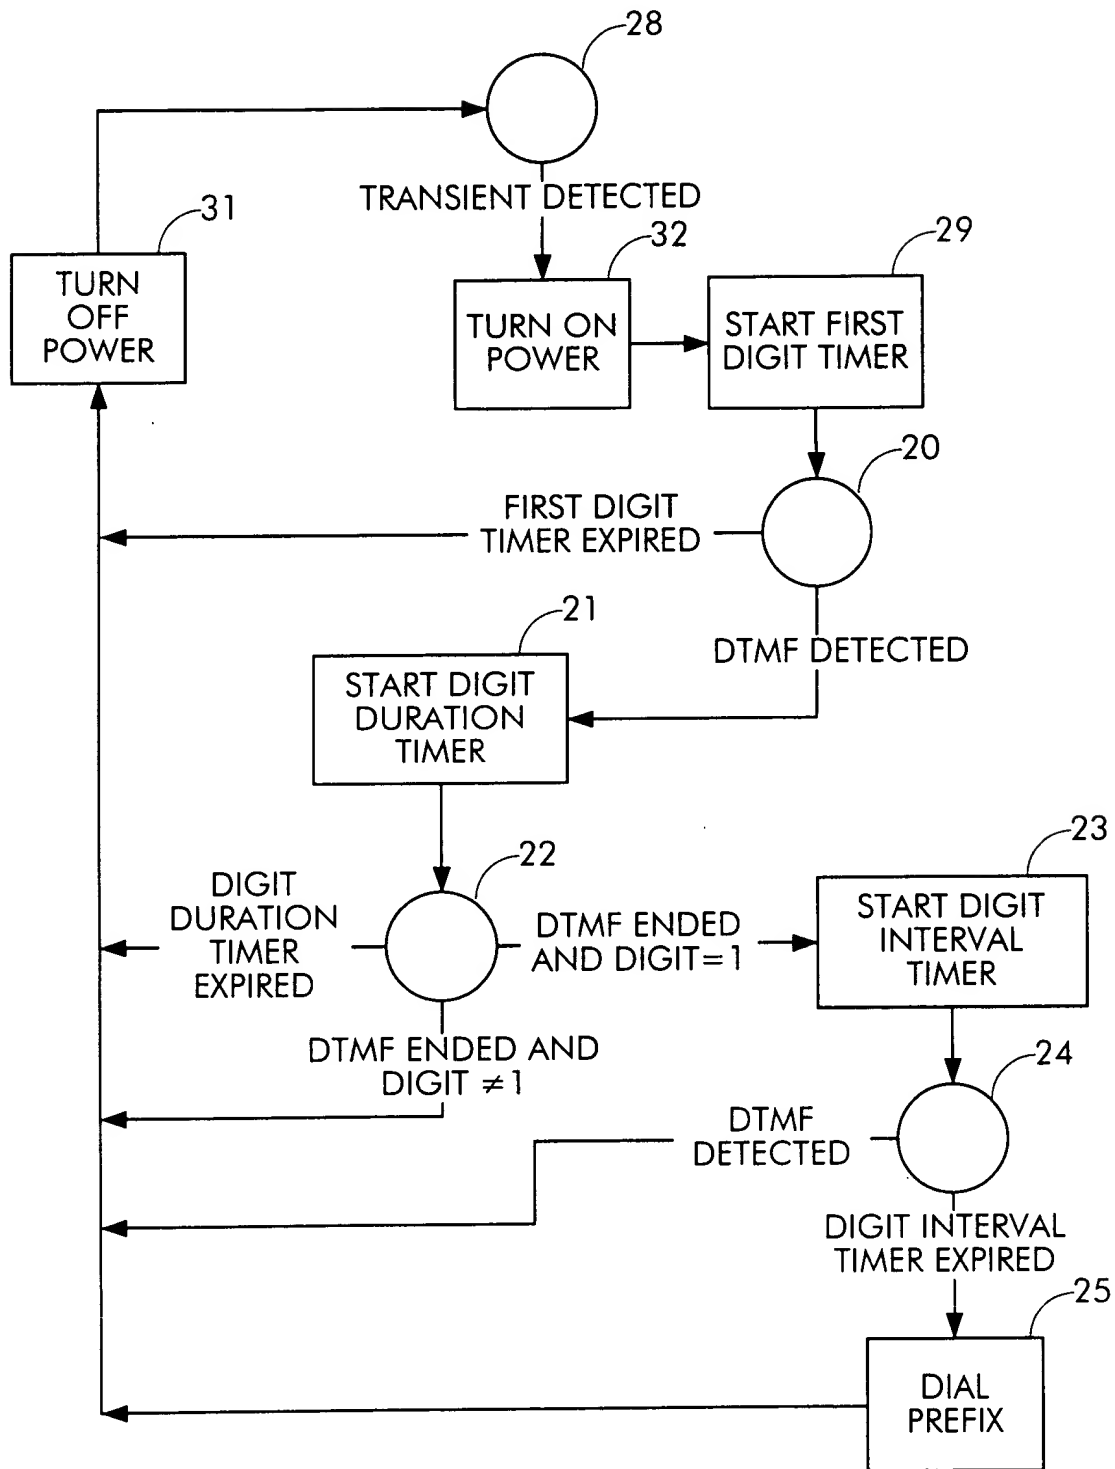 28
TRANSIENT DETECTED
31
TURN
OFF
POWER
32
TURN ON
POWER
29
START FIRST
DIGIT TIMER
20
FIRST DIGIT
TIMER EXPIRED
DTMF DETECTED
21
START DIGIT
DURATION
TIMER
22
DIGIT
DURATION
TIMER
EXPIRED
DTMF ENDED
AND DIGIT=1
23
START DIGIT
INTERVAL
TIMER
DTMF ENDED AND
DIGIT ≠1
24
DTMF
DETECTED
DIGIT INTERVAL
TIMER EXPIRED
25
DIAL
PREFIX